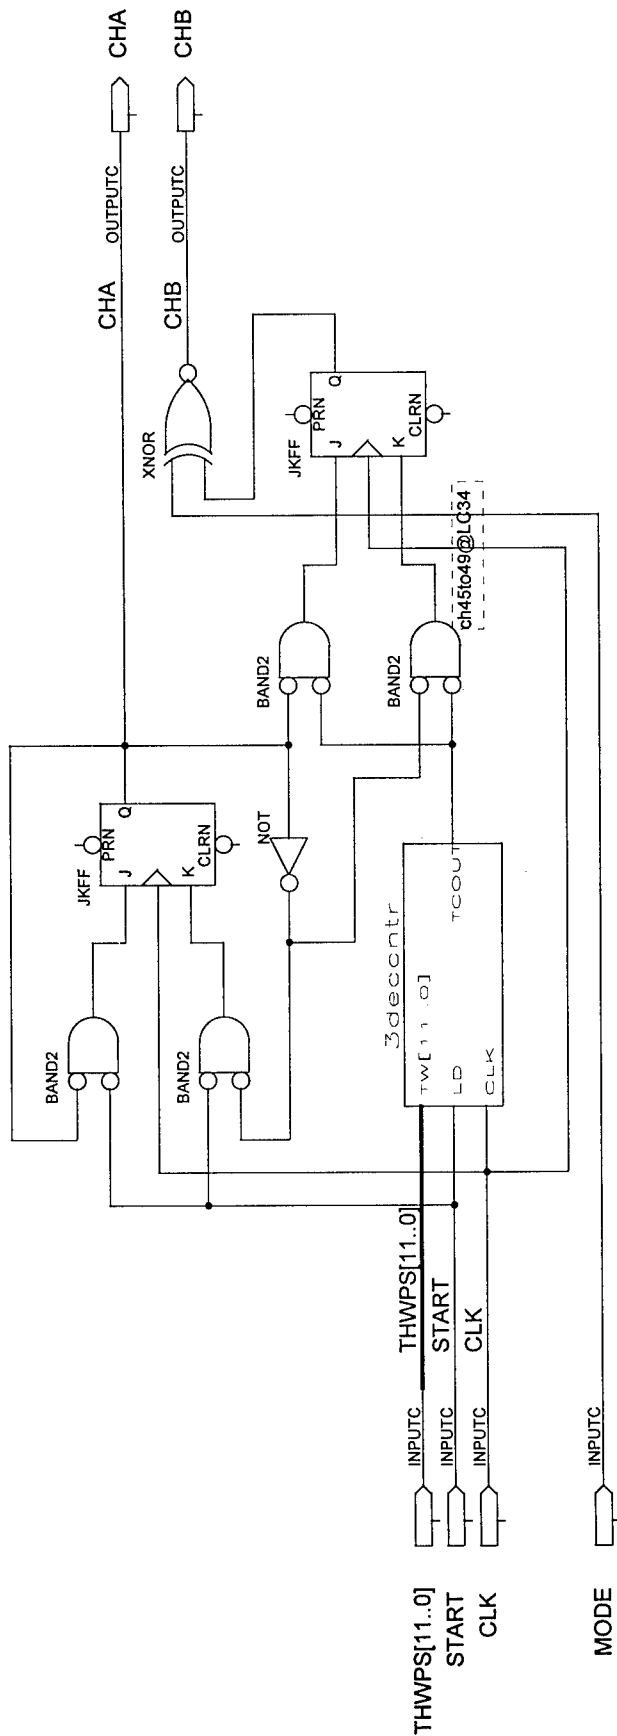 CHA
CHB
OUTPUTC
OUTPUTC
CHA
CHB
XNOR
JKFF
PRN
J
Q
K
CLRN
ch45to49@LC34
BAND2
BAND2
JKFF
PRN
J
Q
K
CLRN
NOT
BAND2
BAND2
3deccntr
TW[11..0]
LD
CLK
TCOUT
THWPS[11..0]
START
CLK
INPUTC
INPUTC
INPUTC
INPUTC
THWPS[11..0]
START
CLK
MODE